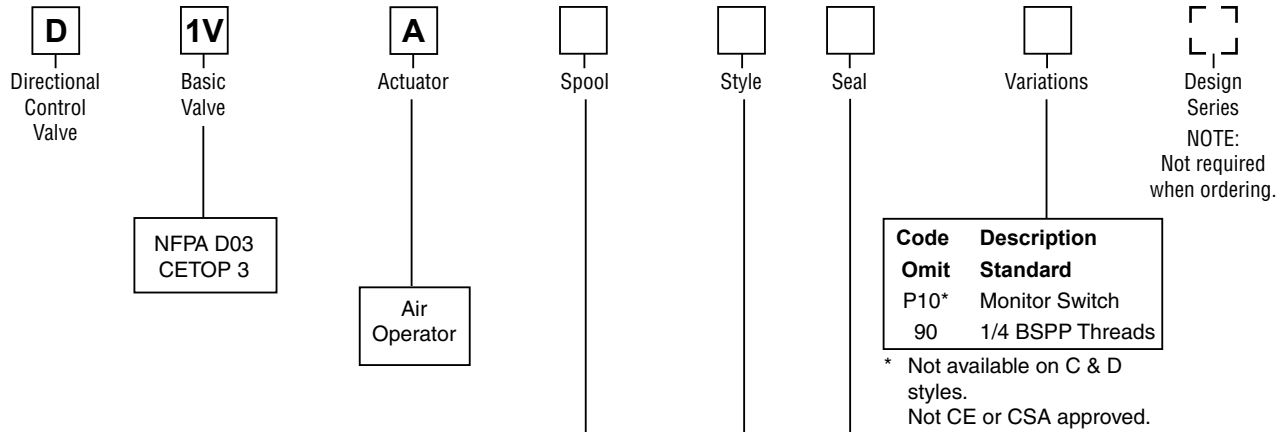 D 1V A
Directional
Control
Valve
Basic
Valve
Actuator
Spool
Style
Seal
Variations
Design
Series
NOTE:
Not required
when ordering.
NFPA D03
CETOP 3
Air
Operator
Code Description
Omit Standard
P10* Monitor Switch
90 1/4 BSPP Threads
* Not available on C & D
styles.
Not CE or CSA approved.